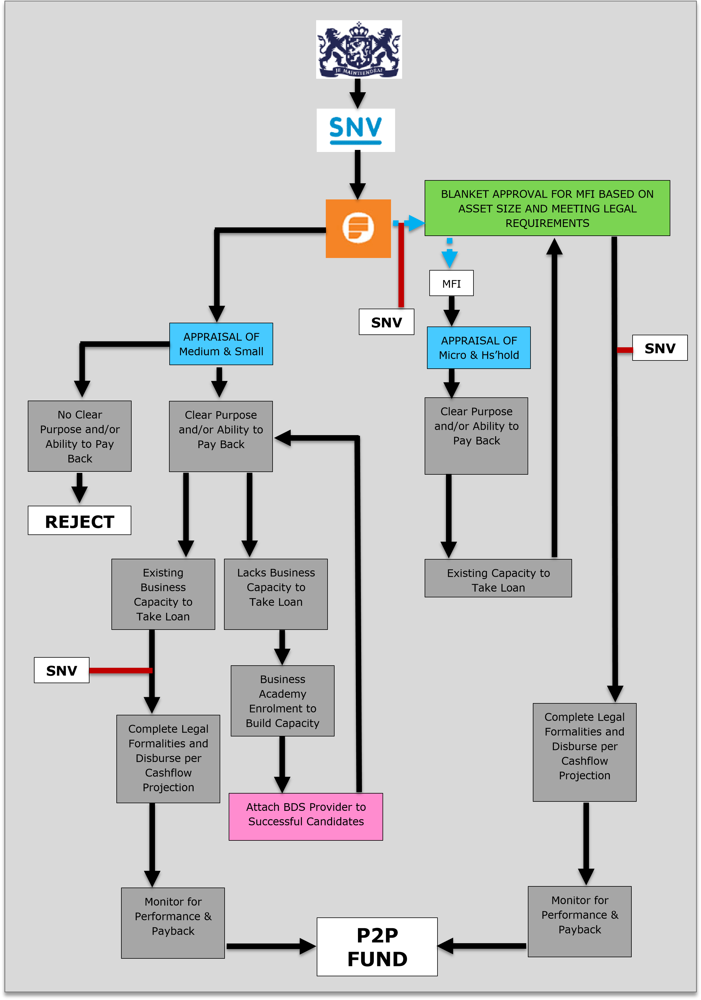 JE MAINTIENDRAI
SNV
BLANKET APPROVAL FOR MFI BASED ON
ASSET SIZE AND MEETING LEGAL
REQUIREMENTS
MFI
SNV
APPRAISAL OF
Medium & Small
APPRAISAL OF
Micro & Hs’hold
SNV
No Clear
Purpose and/or
Ability to Pay
Back
Clear Purpose
and/or Ability to
Pay Back
Clear Purpose
and/or Ability to
Pay Back
REJECT
Existing
Business
Capacity to
Take Loan
Lacks Business
Capacity to
Take Loan
Existing Capacity to
Take Loan
SNV
Business
Academy
Enrolment to
Build Capacity
Complete Legal
Formalities and
Disburse per
Cashflow
Projection
Complete Legal
Formalities and
Disburse per
Cashflow
Projection
Attach BDS Provider to
Successful Candidates
Monitor for
Performance &
Payback
Monitor for
Performance &
Payback
P2P
FUND